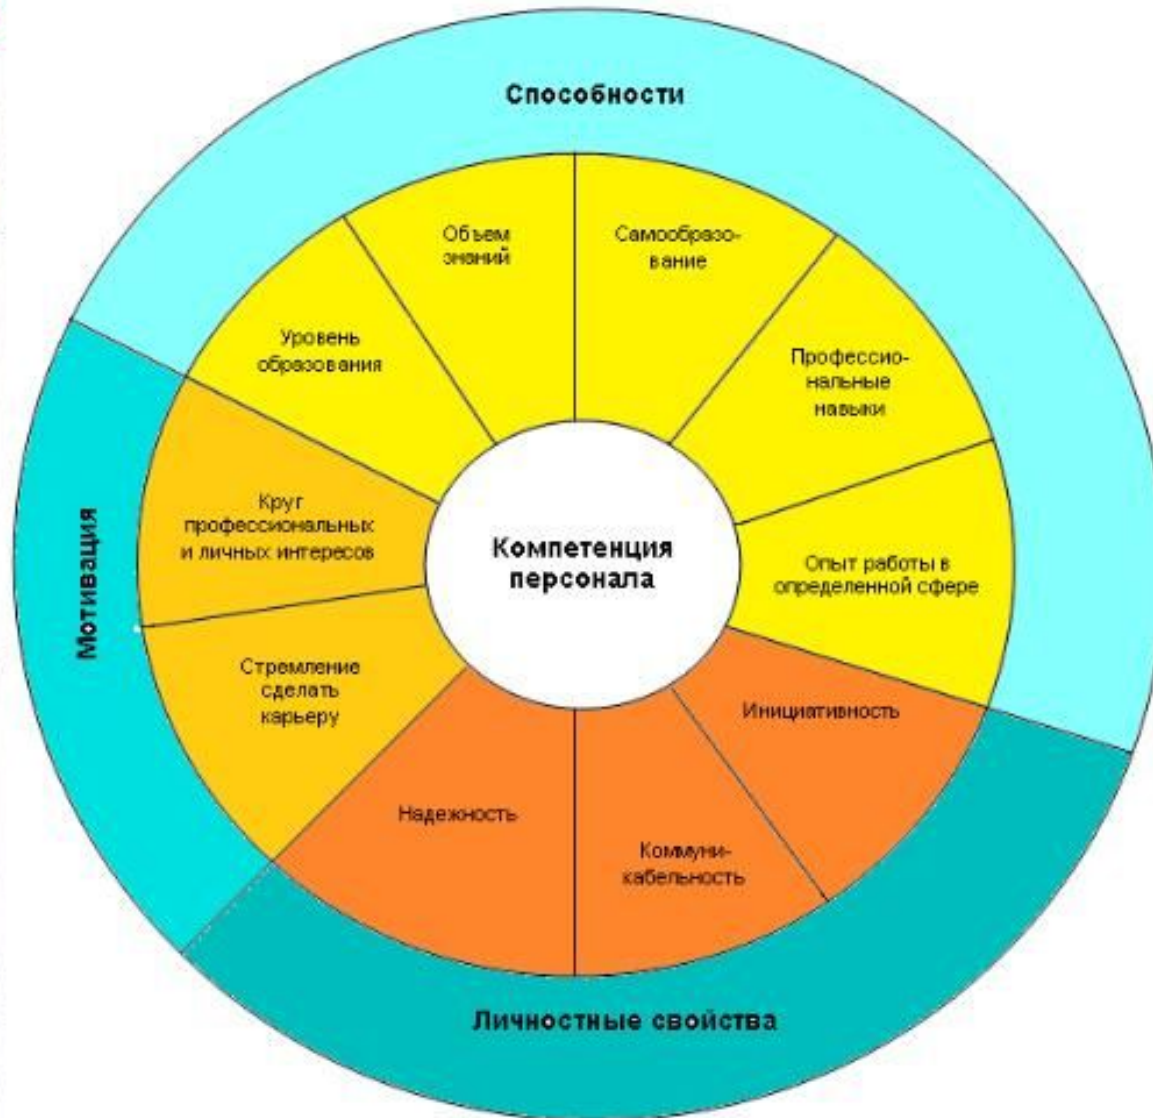 Способности
Объем
знаний
Самообразо-
вание
Уровень
образования
Профессио-
нальные
навыки
Круг
профессиональных
и личных интересов
Компетенция
персонала
Опыт работы в
определенной сфере
Мотивация
Стремление
сделать
карьеру
Инициативность
Надежность
Коммуни-
кабельность
Личностные свойства